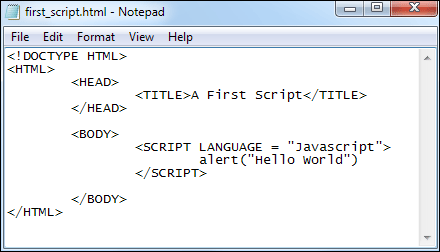 first_script.html - Notepad
File Edit Format View Help
<!DOCTYPE HTML>
<HTML>
<HEAD>
<TITLE>A First Script</TITLE>
</HEAD>
<BODY>
<SCRIPT LANGUAGE = "Javascript">
alert("Hello World")
</SCRIPT>
</BODY>
</HTML>